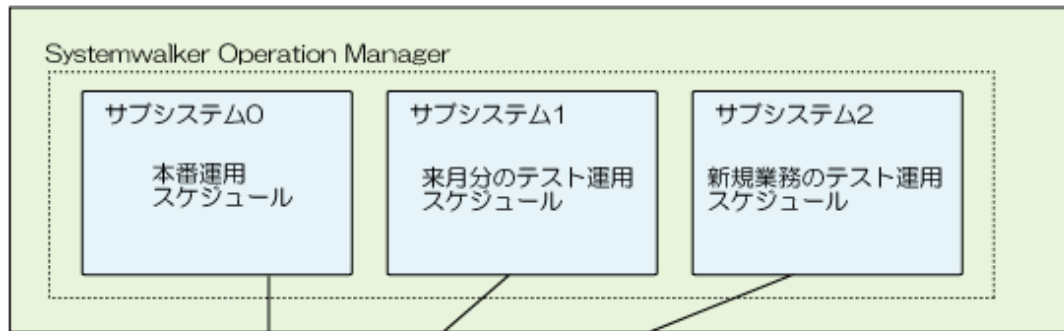 Systemwalker Operation Manager
サブシステム0
本番運用
スケジュール
サブシステム1
来月分のテスト運用
スケジュール
サブシステム2
新規業務のテスト運用
スケジュール